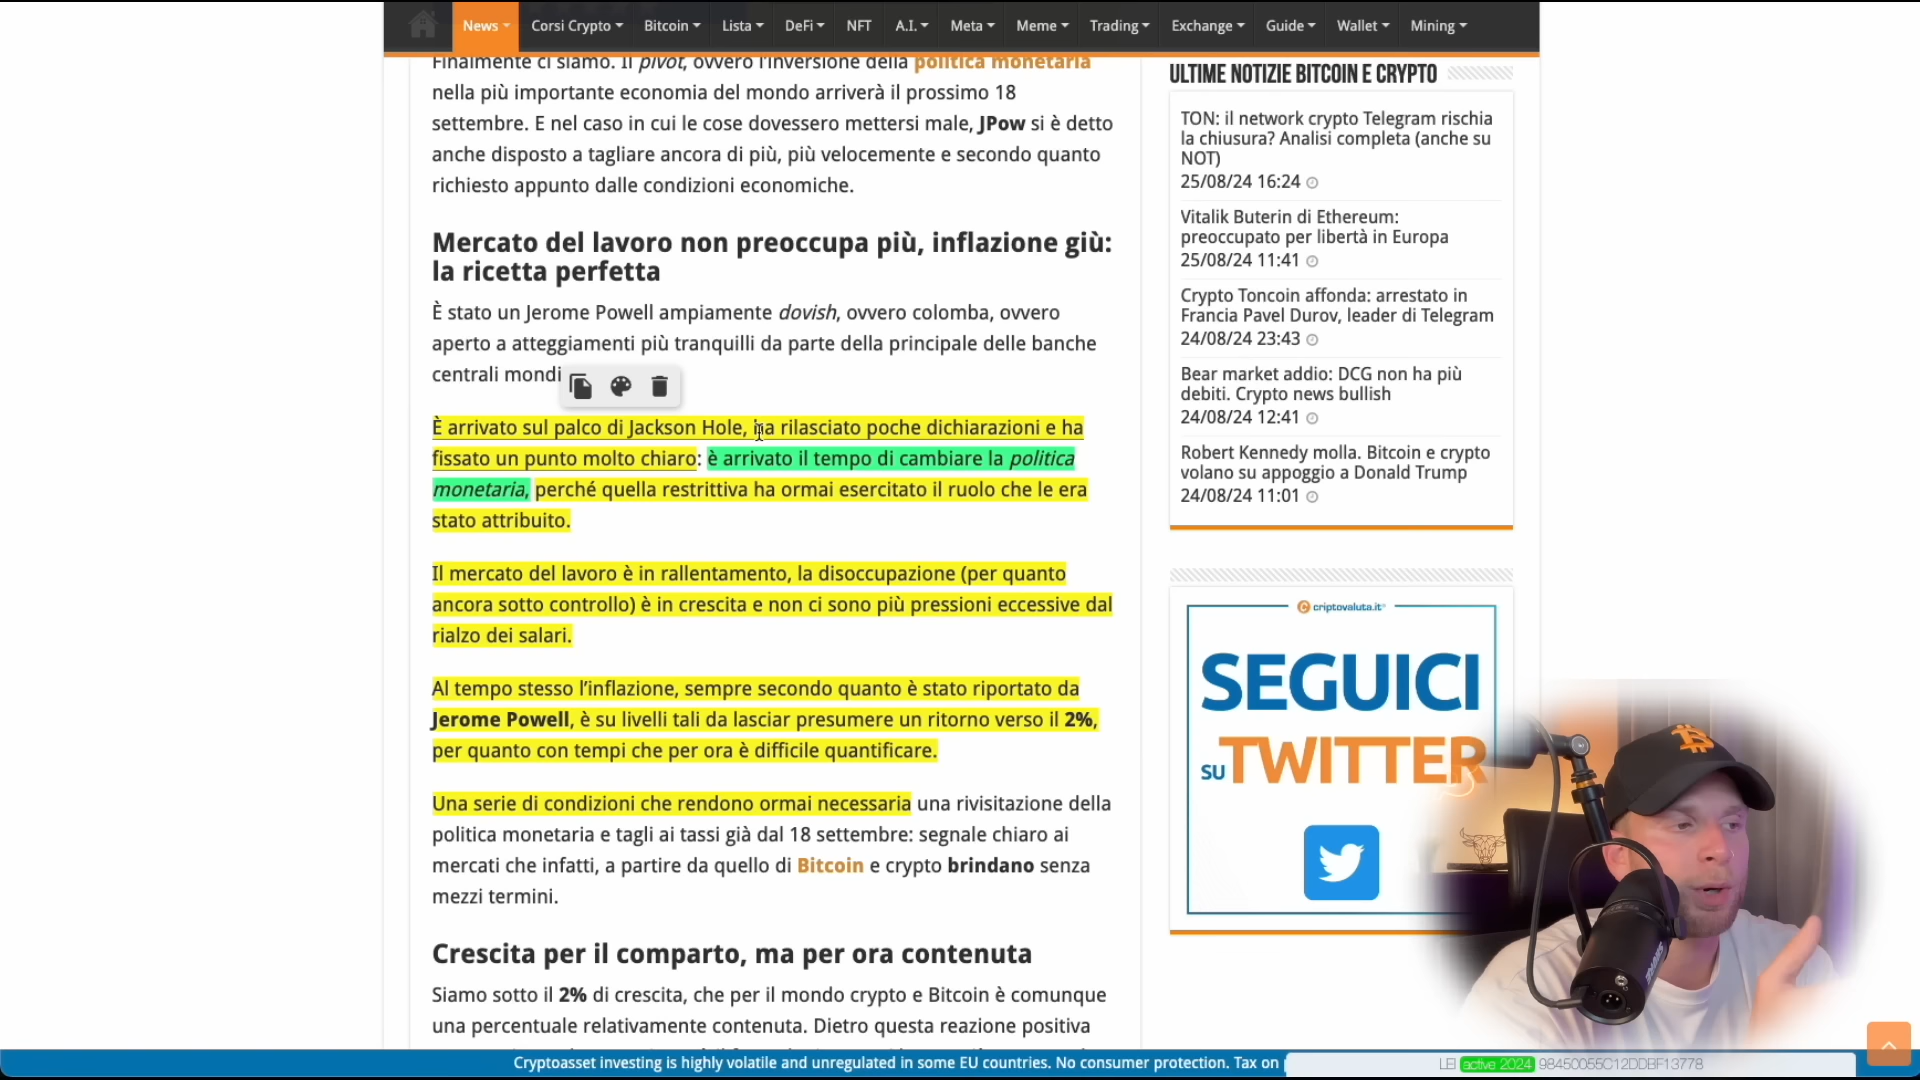 News
Corsi Crypto
Bitcoin
Lista
DeFi
NFT
A.I.
Meta
Meme
Trading
Exchange
Guide
Wallet
Mining
Finalmente ci siamo. Il pivot, ovvero l'inversione della politica monetaria
nella più importante economia del mondo arriverà il prossimo 18
settembre. E nel caso in cui le cose dovessero mettersi male, JPow si è detto
anche disposto a tagliare ancora di più, più velocemente e secondo quanto
richiesto appunto dalle condizioni economiche.
Mercato del lavoro non preoccupa più, inflazione giù:
la ricetta perfetta
È stato un Jerome Powell ampiamente dovish, ovvero colomba, ovvero
aperto a atteggiamenti più tranquilli da parte della principale delle banche
centrali mondi
È arrivato sul palco di Jackson Hole, ha rilasciato poche dichiarazioni e ha
fissato un punto molto chiaro: è arrivato il tempo di cambiare la politica
monetaria, perché quella restrittiva ha ormai esercitato il ruolo che le era
stato attribuito.
Il mercato del lavoro è in rallentamento, la disoccupazione (per quanto
ancora sotto controllo) è in crescita e non ci sono più pressioni eccessive dal
rialzo dei salari.
Al tempo stesso l'inflazione, sempre secondo quanto è stato riportato da
Jerome Powell, è su livelli tali da lasciar presumere un ritorno verso il 2%,
per quanto con tempi che per ora è difficile quantificare.
Una serie di condizioni che rendono ormai necessaria una rivisitazione della
politica monetaria e tagli ai tassi già dal 18 settembre: segnale chiaro ai
mercati che infatti, a partire da quello di Bitcoin e crypto brindano senza
mezzi termini.
Crescita per il comparto, ma per ora contenuta
Siamo sotto il 2% di crescita, che per il mondo crypto e Bitcoin è comunque
una percentuale relativamente contenuta. Dietro questa reazione positiva
ULTIME NOTIZIE BITCOIN E CRYPTO
TON: il network crypto Telegram rischia
la chiusura? Analisi completa (anche su
NOT)
25/08/24 16:24
Vitalik Buterin di Ethereum:
preoccupato per libertà in Europa
25/08/24 11:41
Crypto Toncoin affonda: arrestato in
Francia Pavel Durov, leader di Telegram
24/08/24 23:43
Bear market addio: DCG non ha più
debiti. Crypto news bullish
24/08/24 12:41
Robert Kennedy molla. Bitcoin e crypto
volano su appoggio a Donald Trump
24/08/24 11:01
criptovaluta.it
SEGUICI
SU TWITTER
Cryptoasset investing is highly volatile and unregulated in some EU countries. No consumer protection. Tax on
LEI active 2024 98450055C12DDBF13778